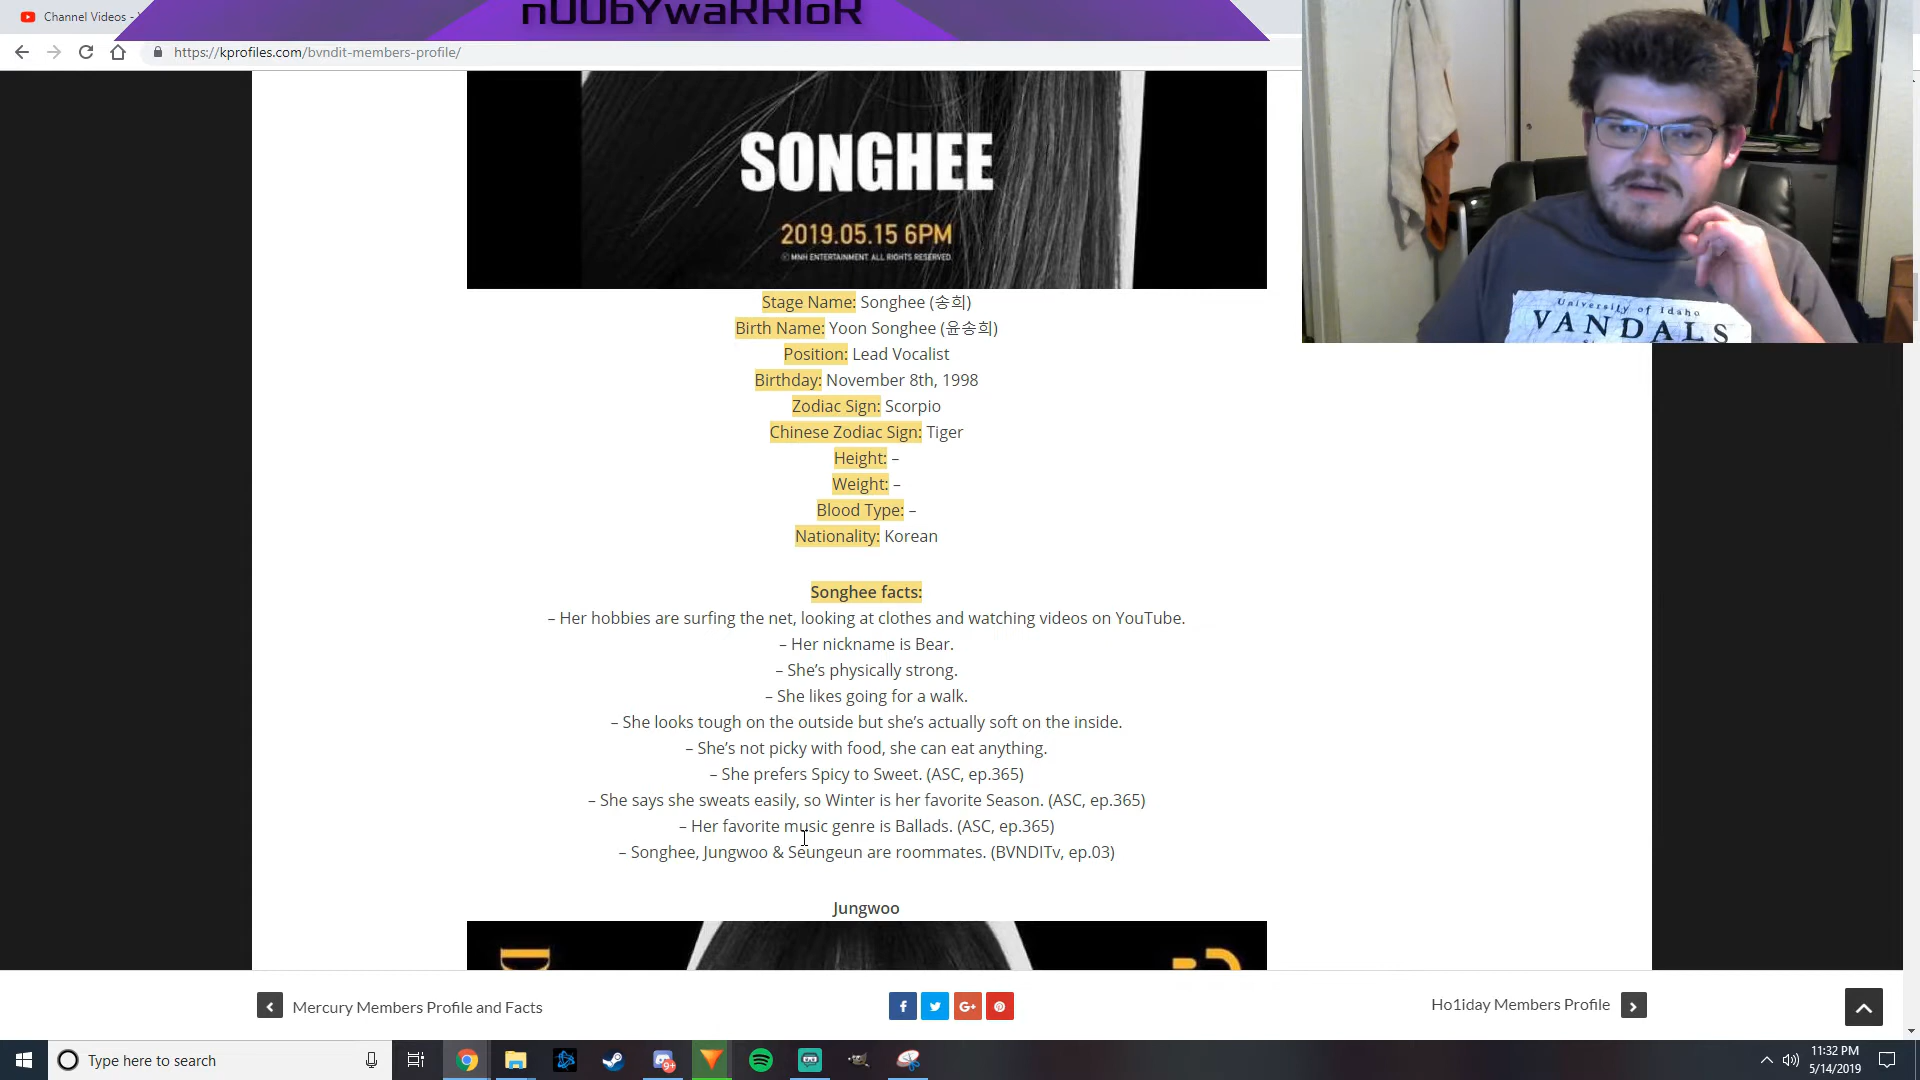 Channel Videos -
n00bYwaRRIoR
https://kprofiles.com/bvndit-members-profile/
SONGHEE
2019.05.15 6PM
© MNH ENTERTAINMENT. ALL RIGHTS RESERVED.
University of Idaho
VANDALS
Stage Name: Songhee (송희)
Birth Name: Yoon Songhee (윤송희)
Position: Lead Vocalist
Birthday: November 8th, 1998
Zodiac Sign: Scorpio
Chinese Zodiac Sign: Tiger
Height: –
Weight: –
Blood Type: –
Nationality: Korean
Songhee facts:
– Her hobbies are surfing the net, looking at clothes and watching videos on YouTube.
– Her nickname is Bear.
– She’s physically strong.
– She likes going for a walk.
– She looks tough on the outside but she’s actually soft on the inside.
– She’s not picky with food, she can eat anything.
– She prefers Spicy to Sweet. (ASC, ep.365)
– She says she sweats easily, so Winter is her favorite Season. (ASC, ep.365)
– Her favorite music genre is Ballads. (ASC, ep.365)
– Songhee, Jungwoo & Seungeun are roommates. (BVNDITv, ep.03)
Jungwoo
Mercury Members Profile and Facts
Ho1iday Members Profile
Type here to search
9+
11:32 PM
5/14/2019